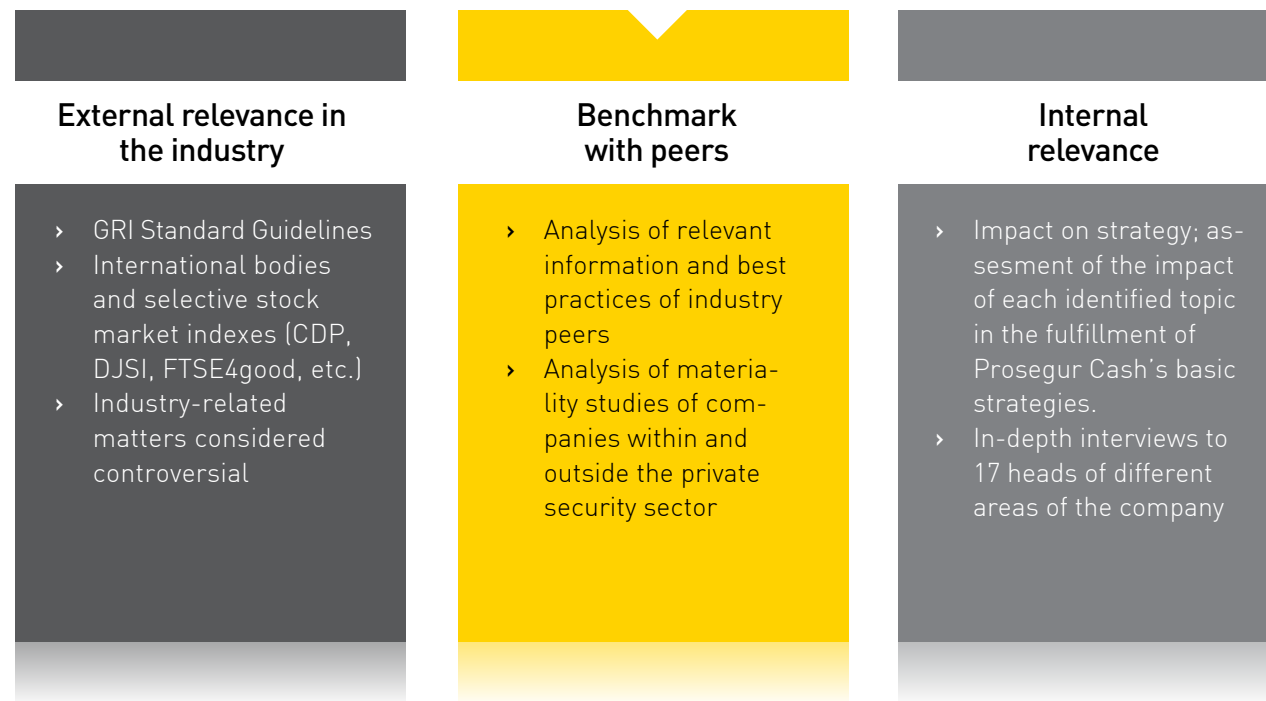 External relevance in
the industry
› GRI Standard Guidelines
› International bodies
and selective stock
market indexes (CDP,
DJSI, FTSE4good, etc.)
› Industry-related
matters considered
controversial
Benchmark
with peers
› Analysis of relevant
information and best
practices of industry
peers
› Analysis of materia-
lity studies of com-
panies within and
outside the private
security sector
Internal
relevance
› Impact on strategy; as-
sesment of the impact
of each identified topic
in the fulfillment of
Prosegur Cash's basic
strategies.
› In-depth interviews to
17 heads of different
areas of the company